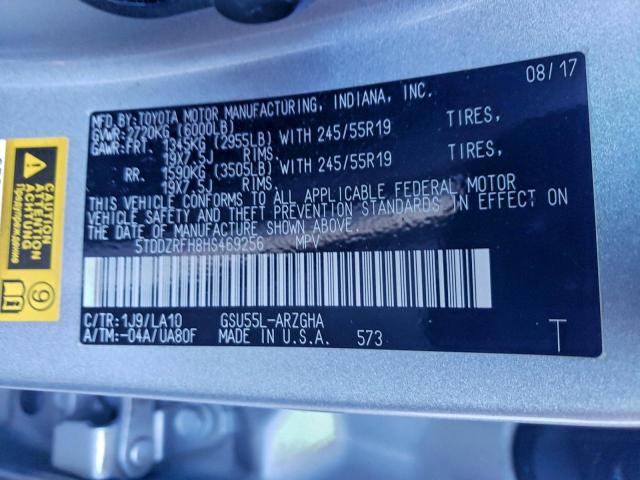 08/17
MFD.BY:TOYOTA MOTOR MANUFACTURING, INDIANA, INC.
GVWR:2720KG (6000LB)
GAWR:FRT. 1345KG (2955LB) WITH 245/55R19 TIRES,
19X7.5J RIMS,
RR. 1590KG (3505LB) WITH 245/55R19 TIRES,
19X7.5J RIMS,
THIS VEHICLE CONFORMS TO ALL APPLICABLE FEDERAL MOTOR
VEHICLE SAFETY AND THEFT PREVENTION STANDARDS IN EFFECT ON
THE DATE OF MANUFACTURE SHOWN ABOVE.
5TDDZRFH8HS469256 MPV
C/TR:1J9/LA10 GSU55L-ARZGHA
A/TM:-04A/UA80F MADE IN U.S.A. 573 T
CAUTION
ATTENTION
ACHTUNG
9